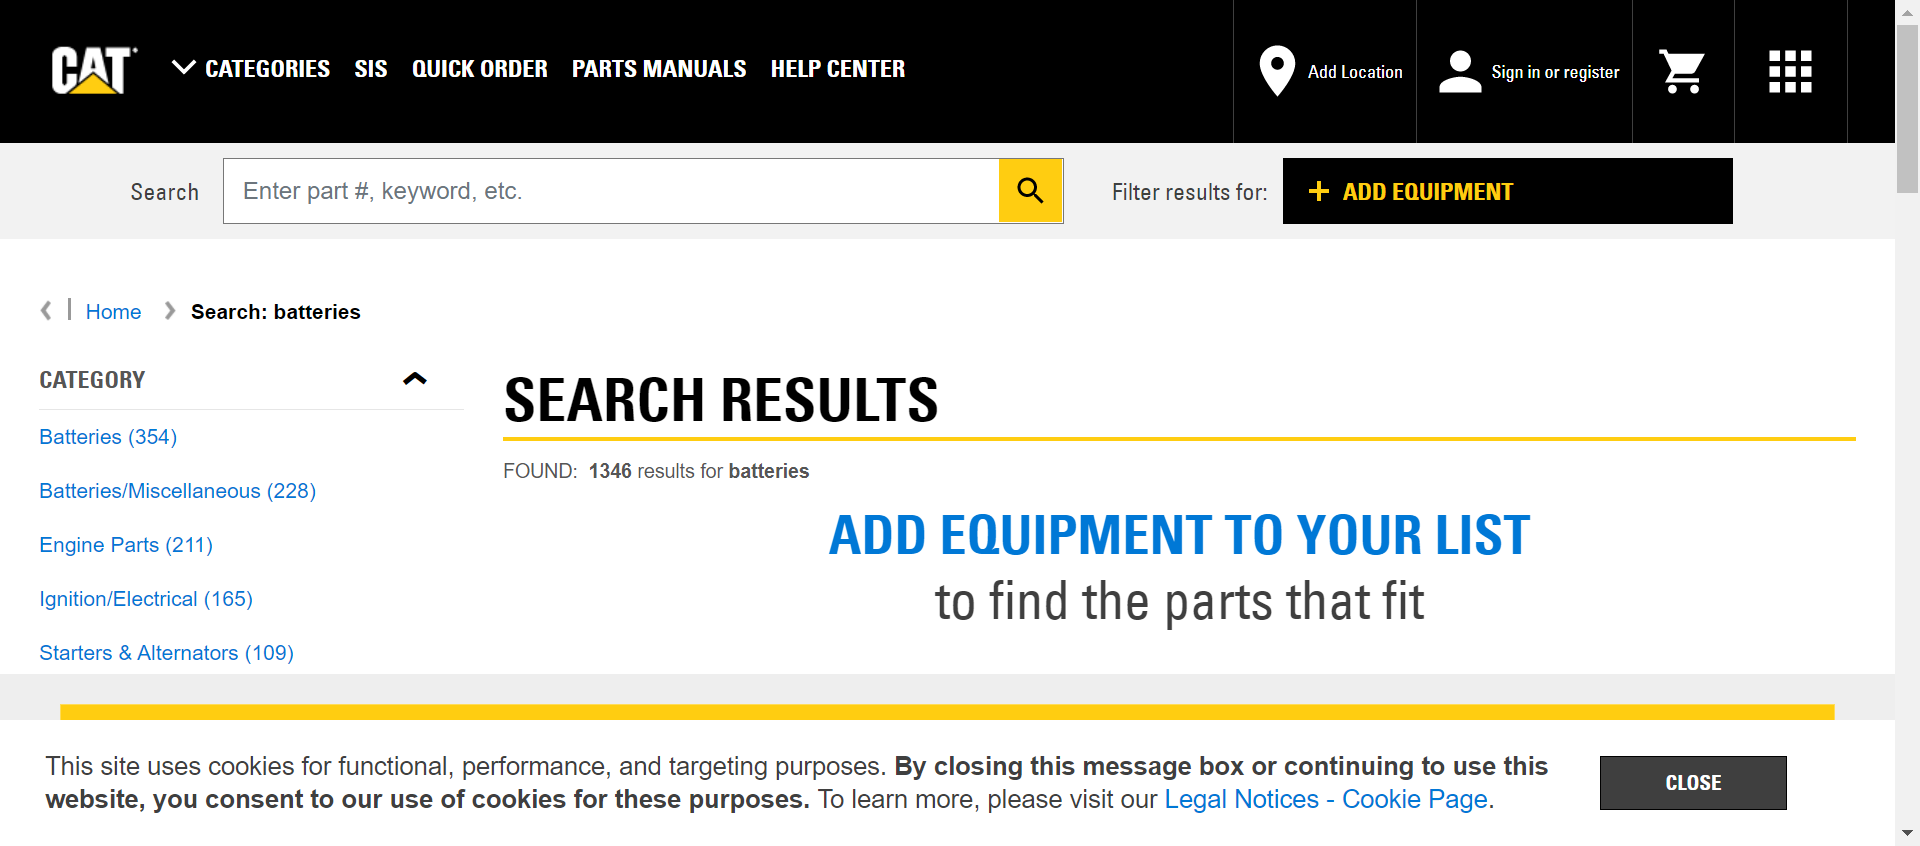 CAT
CATEGORIES SIS QUICK ORDER PARTS MANUALS HELP CENTER
Add Location
Sign in or register
Search
Enter part #, keyword, etc.
Filter results for:
+ ADD EQUIPMENT
Home
Search: batteries
CATEGORY
Batteries (354)
Batteries/Miscellaneous (228)
Engine Parts (211)
Ignition/Electrical (165)
Starters & Alternators (109)
SEARCH RESULTS
FOUND: 1346 results for batteries
ADD EQUIPMENT TO YOUR LIST
to find the parts that fit
This site uses cookies for functional, performance, and targeting purposes. By closing this message box or continuing to use this
website, you consent to our use of cookies for these purposes. To learn more, please visit our Legal Notices - Cookie Page.
CLOSE